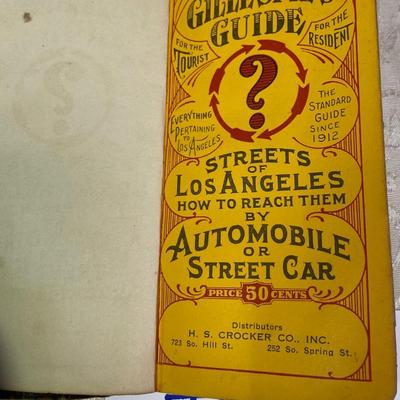 GILLESPIE'S
GUIDE
FOR THE
TOURIST
FOR THE
RESIDENT
?
EVERYTHING
PERTAINING
TO
LOS ANGELES
THE
STANDARD
GUIDE
SINCE
1912
STREETS
OF
LOS ANGELES
HOW TO REACH THEM
BY
AUTOMOBILE
OR
STREET CAR
PRICE 50 CENTS
Distributors
H. S. CROCKER CO., INC.
723 So. Hill St. 252 So. Spring St.